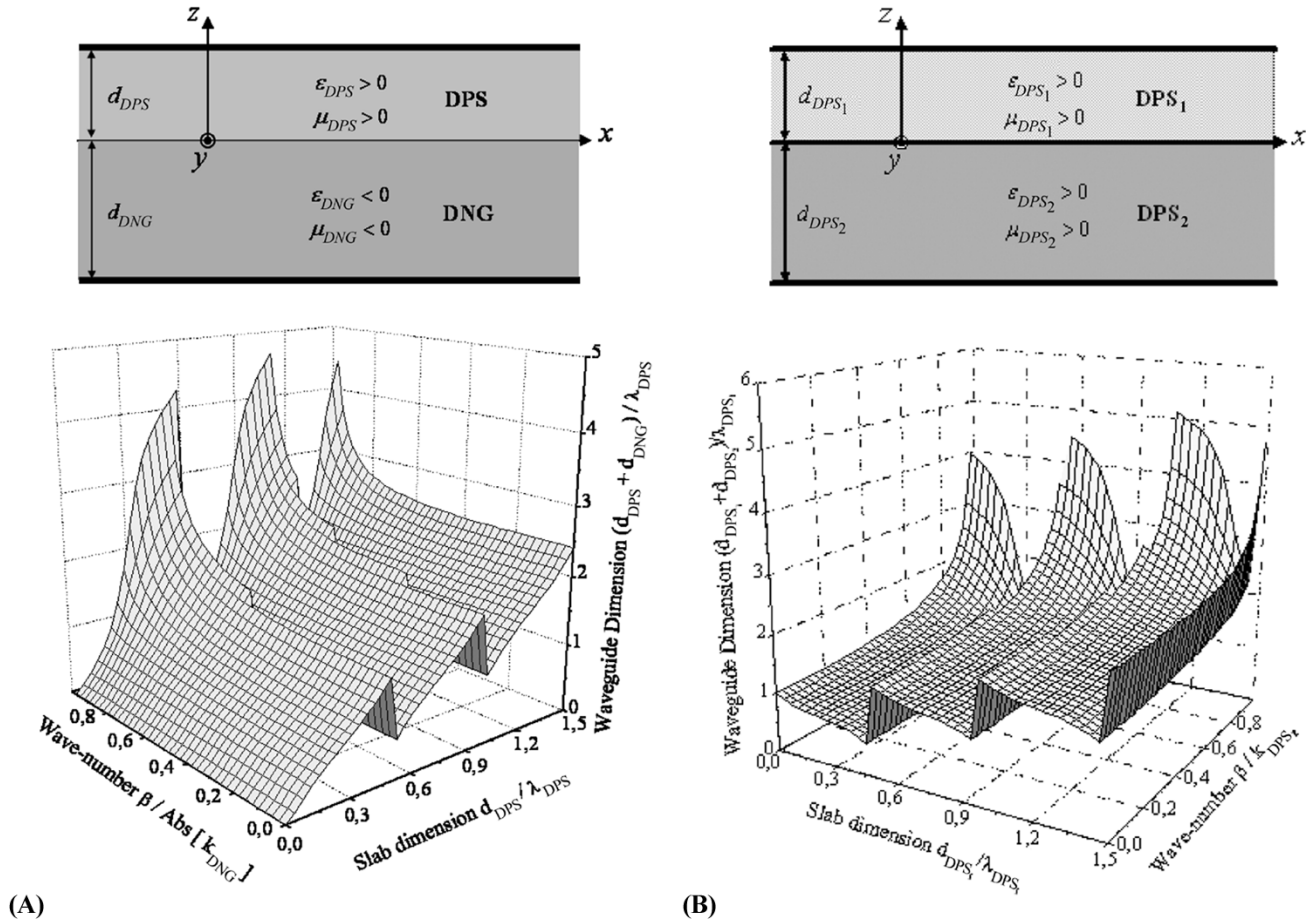 z
ε_DPS > 0
μ_DPS > 0
DPS
d_DPS
x
y
ε_DNG < 0
μ_DNG < 0
DNG
d_DNG
Waveguide Dimension (d_DPS + d_DNG) / λ_DPS
5
4
3
2
1
0
Wave-number β / Abs [ k_DNG ]
0,8
0,6
0,4
0,2
0,0
Slab dimension d_DPS / λ_DPS
0,0
0,3
0,6
0,9
1,2
1,5
(A)
z
ε_DPS₁ > 0
μ_DPS₁ > 0
DPS₁
d_DPS₁
x
y
ε_DPS₂ > 0
μ_DPS₂ > 0
DPS₂
d_DPS₂
Waveguide Dimension (d_DPS₁ + d_DPS₂)/λ_DPS₁
6
5
4
3
2
1
0
Slab dimension d_DPS₁/λ_DPS₁
0,0
0,3
0,6
0,9
1,2
1,5
Wave-number β / k_DPS₂
0,0
0,2
0,4
0,6
0,8
(B)